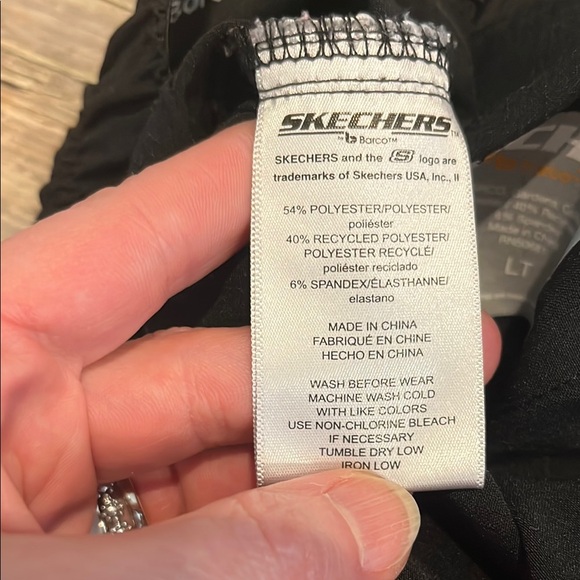 SKECHERS™
by Barco™
SKECHERS and the S logo are
trademarks of Skechers USA, Inc., II
54% POLYESTER/POLYESTER/
poliéster
40% RECYCLED POLYESTER/
POLYESTER RECYCLÉ/
poliéster reciclado
6% SPANDEX/ÉLASTHANNE/
elastano
MADE IN CHINA
FABRIQUÉ EN CHINE
HECHO EN CHINA
WASH BEFORE WEAR
MACHINE WASH COLD
WITH LIKE COLORS
USE NON-CHLORINE BLEACH
IF NECESSARY
TUMBLE DRY LOW
IRON LOW
LT